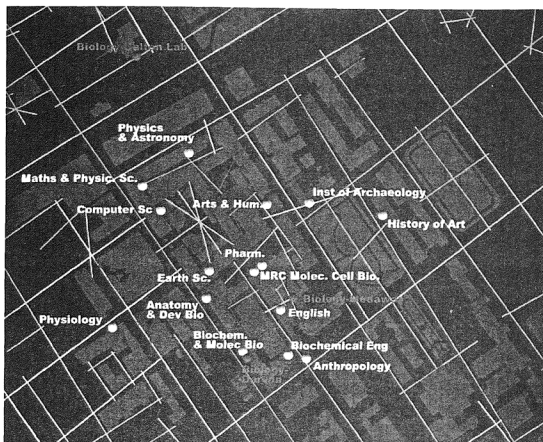 Biology-Galton Lab
Physics
& Astronomy
Maths & Physic. Sc.
Computer Sc
Arts & Hum.
Inst of Archaeology
History of Art
Pharm.
Earth Sc.
MRC Molec. Cell Bio.
Anatomy
& Dev Bio
Biology-Medawar
English
Physiology
Biochem.
& Molec Bio
Biochemical Eng
Anthropology
Biology-
Darwin